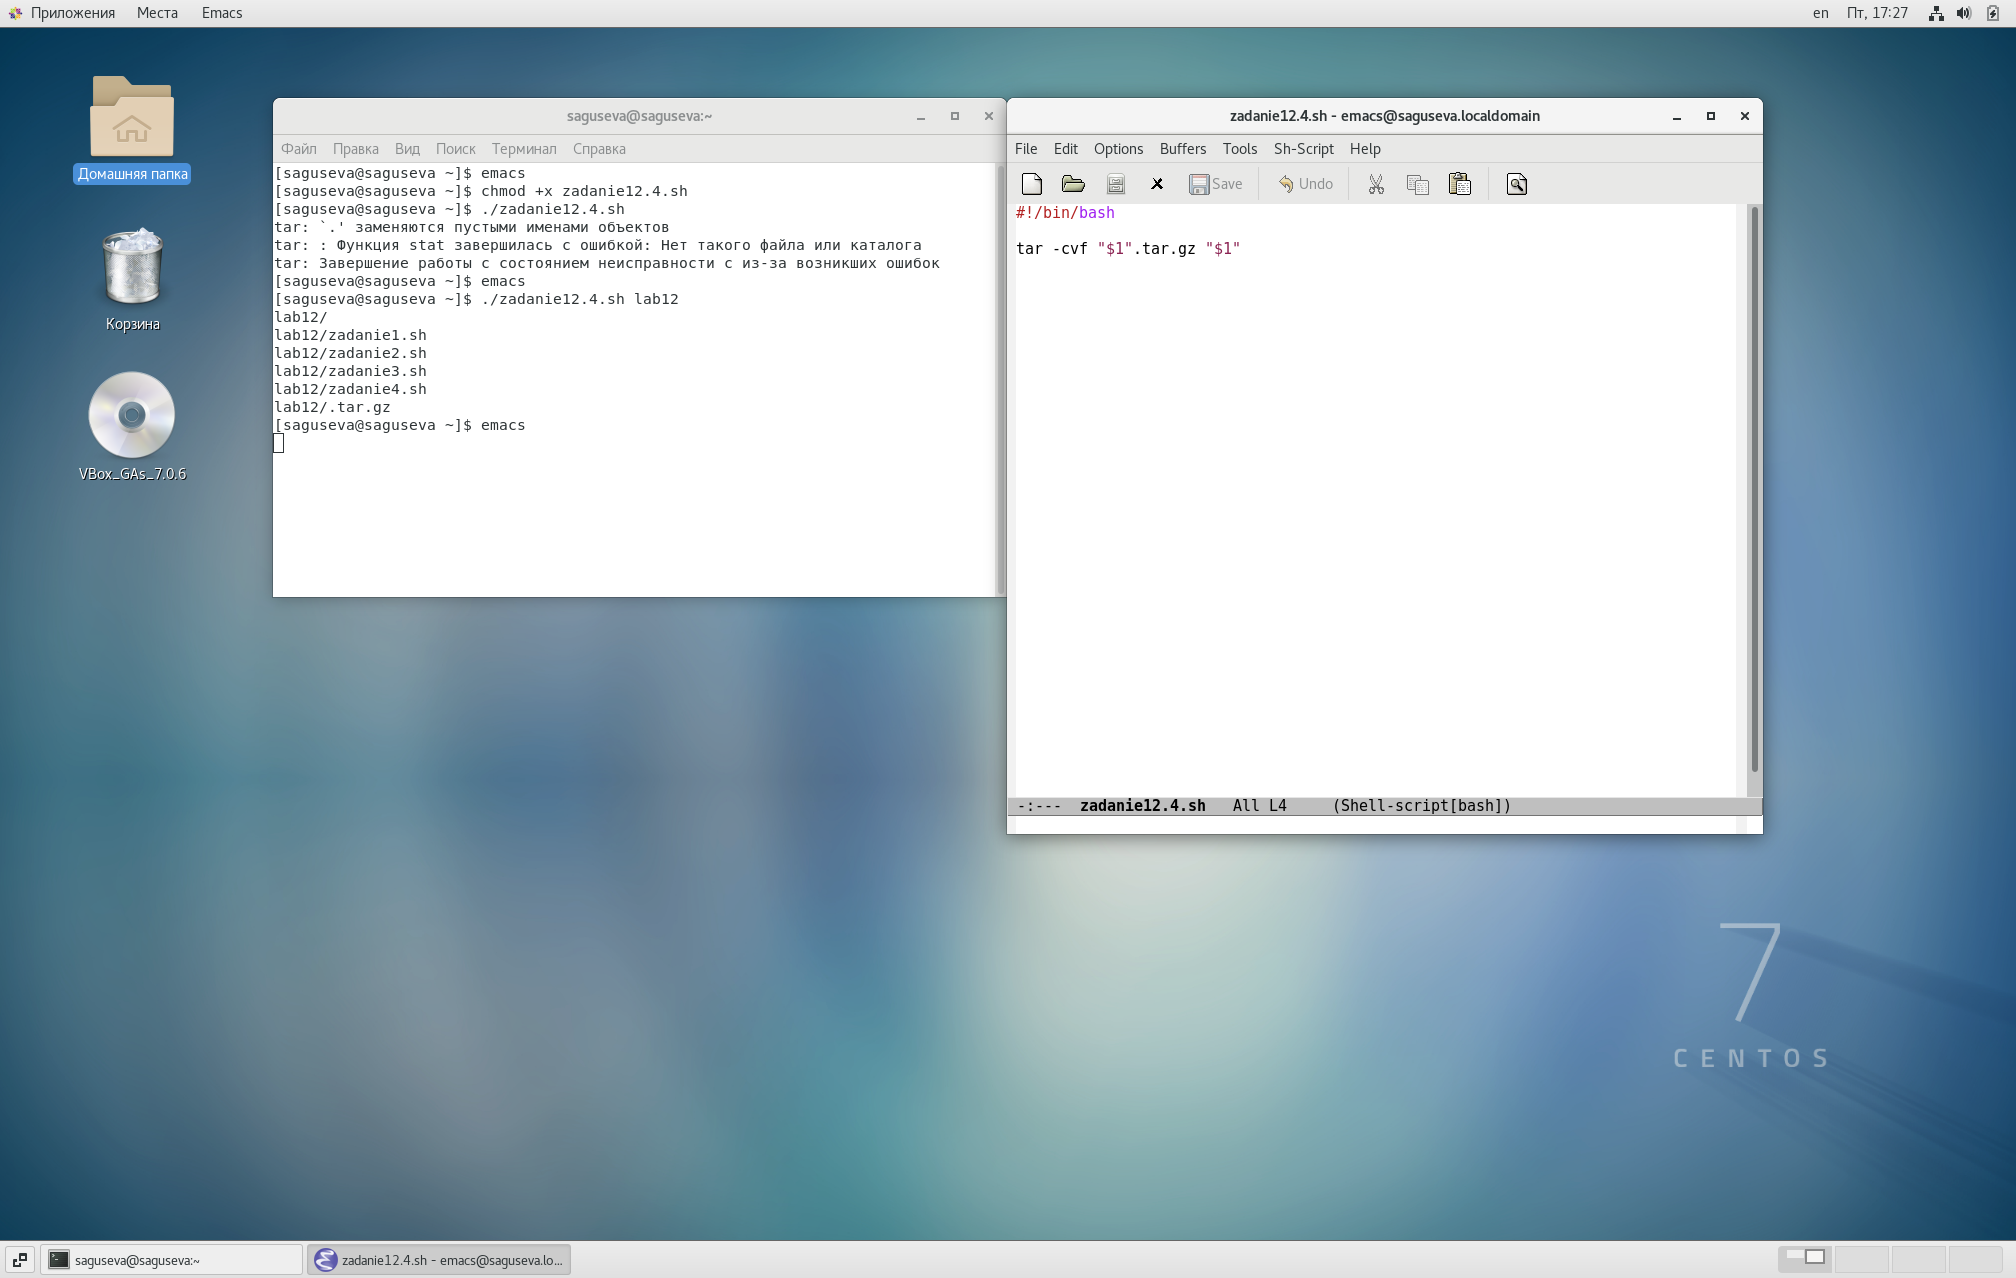 Приложения Места Emacs
en Пт, 17:27
Домашняя папка
Корзина
VBox_GAs_7.0.6
saguseva@saguseva:~
Файл Правка Вид Поиск Терминал Справка
[saguseva@saguseva ~]$ emacs
[saguseva@saguseva ~]$ chmod +x zadanie12.4.sh
[saguseva@saguseva ~]$ ./zadanie12.4.sh
tar: `.' заменяются пустыми именами объектов
tar: : Функция stat завершилась с ошибкой: Нет такого файла или каталога
tar: Завершение работы с состоянием неисправности с из-за возникших ошибок
[saguseva@saguseva ~]$ emacs
[saguseva@saguseva ~]$ ./zadanie12.4.sh lab12
lab12/
lab12/zadanie1.sh
lab12/zadanie2.sh
lab12/zadanie3.sh
lab12/zadanie4.sh
lab12/.tar.gz
[saguseva@saguseva ~]$ emacs
zadanie12.4.sh - emacs@saguseva.localdomain
File Edit Options Buffers Tools Sh-Script Help
Save Undo
#!/bin/bash
tar -cvf "$1".tar.gz "$1"
-:--- zadanie12.4.sh All L4 (Shell-script[bash])
7
CENTOS
saguseva@saguseva:~
zadanie12.4.sh - emacs@saguseva.lo...